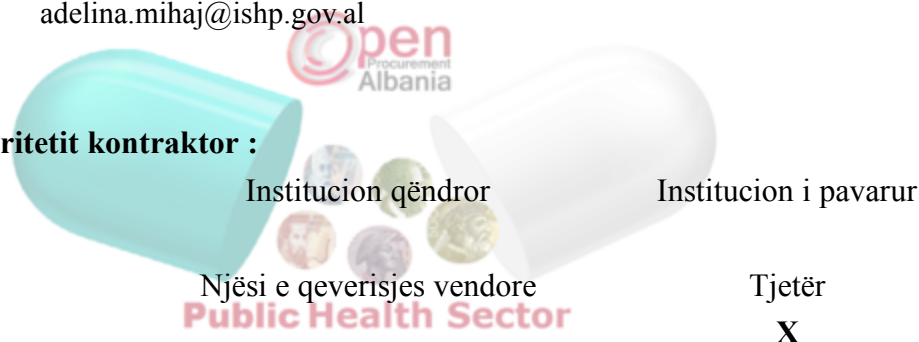 adelina.mihaj@ishp.gov.al
Open
Procurement
Albania
ritetit kontraktor :
Institucion qëndror Institucion i pavarur
Njësi e qeverisjes vendore Tjetër
Public Health Sector
X